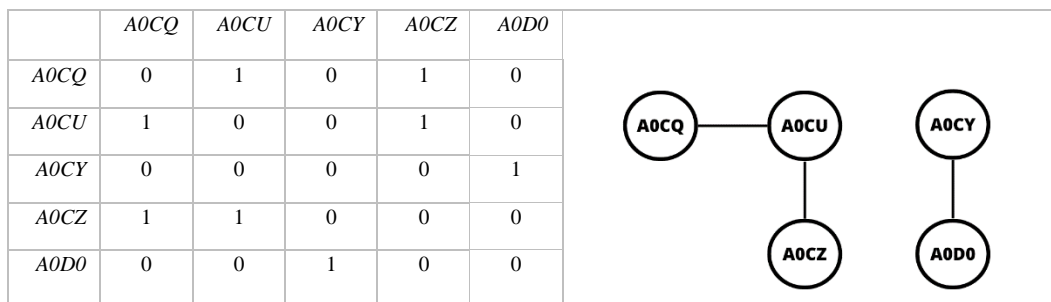 A0CQ A0CU A0CY A0CZ A0D0
A0CQ 0 1 0 1 0
A0CU 1 0 0 1 0
A0CY 0 0 0 0 1
A0CZ 1 1 0 0 0
A0D0 0 0 1 0 0
A0CQ A0CU A0CY
A0CZ A0D0